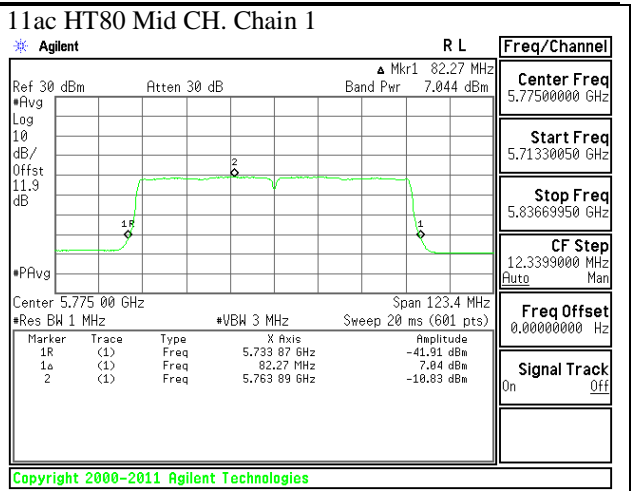 11ac HT80 Mid CH. Chain 1
Agilent R L
Freq/Channel
Δ Mkr1 82.27 MHz
Ref 30 dBm Atten 30 dB Band Pwr 7.044 dBm
#Avg
Log
10
dB/
Offst
11.9
dB
#PAvg
2
1R
1
Center 5.775 00 GHz Span 123.4 MHz
#Res BW 1 MHz #VBW 3 MHz Sweep 20 ms (601 pts)
Marker Trace Type X Axis Amplitude
1R (1) Freq 5.733 87 GHz -41.91 dBm
1Δ (1) Freq 82.27 MHz 7.04 dBm
2 (1) Freq 5.763 89 GHz -10.83 dBm
Center Freq
5.77500000 GHz
Start Freq
5.71330050 GHz
Stop Freq
5.83669950 GHz
CF Step
12.3399000 MHz
Auto Man
Freq Offset
0.00000000 Hz
Signal Track
On Off
Copyright 2000-2011 Agilent Technologies